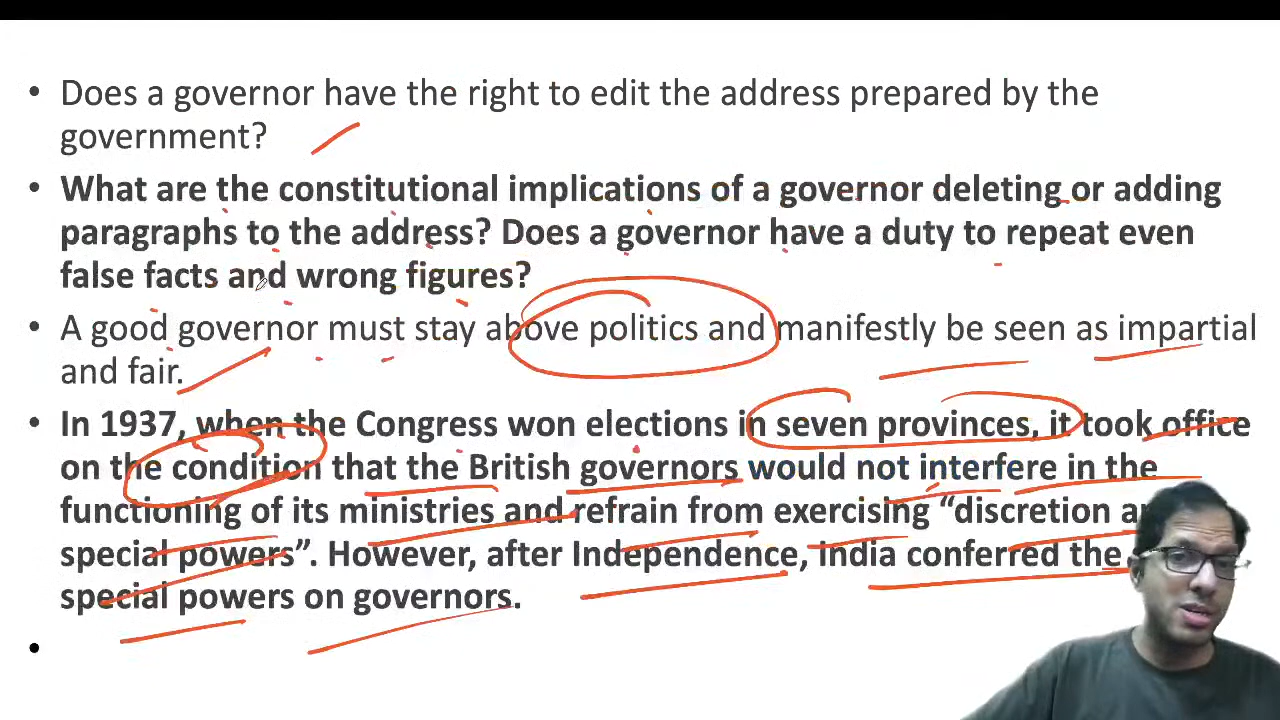 • Does a governor have the right to edit the address prepared by the
government?
• What are the constitutional implications of a governor deleting or adding
paragraphs to the address? Does a governor have a duty to repeat even
false facts and wrong figures?
• A good governor must stay above politics and manifestly be seen as impartial
and fair.
• In 1937, when the Congress won elections in seven provinces, it took office
on the condition that the British governors would not interfere in the
functioning of its ministries and refrain from exercising “discretion
special powers”. However, after Independence, India conferred the
special powers on governors.
•